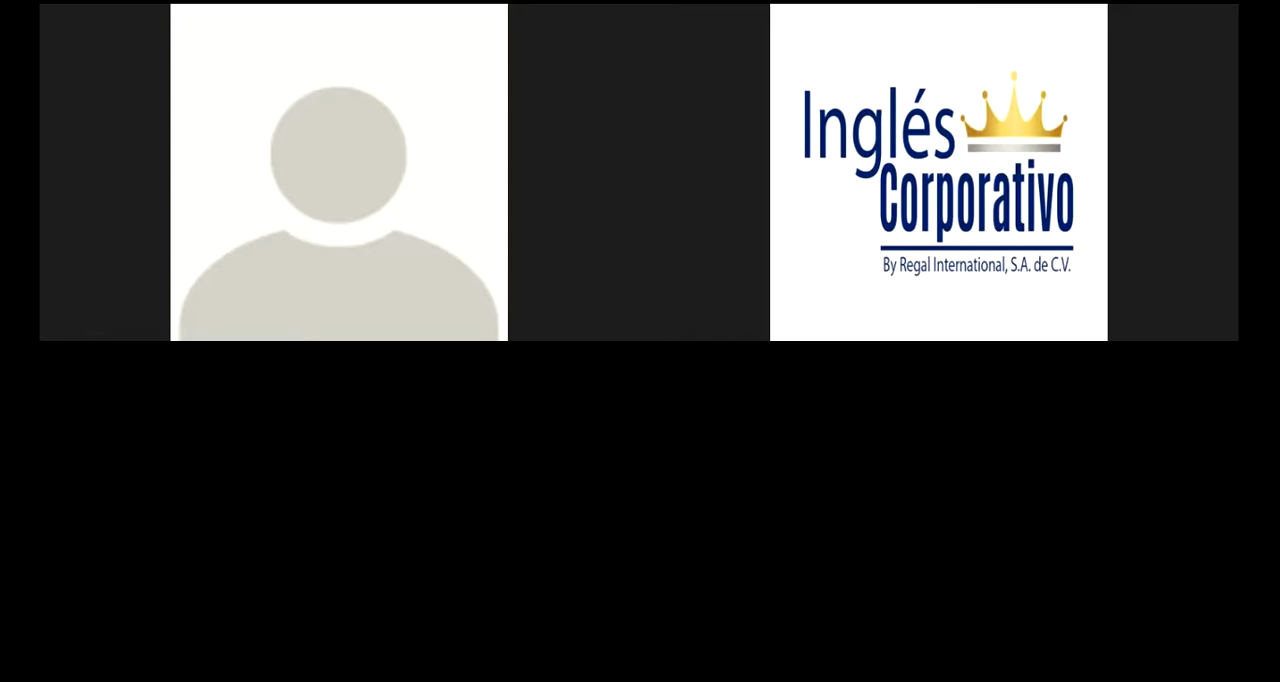 Inglés
Corporativo
By Regal International, S.A. de C.V.